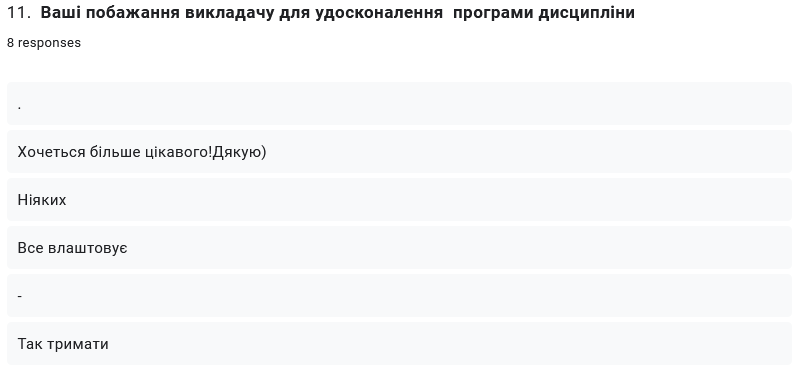 11. Ваші побажання викладачу для удосконалення програми дисципліни
8 responses
.
Хочеться більше цікавого!Дякую)
Ніяких
Все влаштовує
-
Так тримати